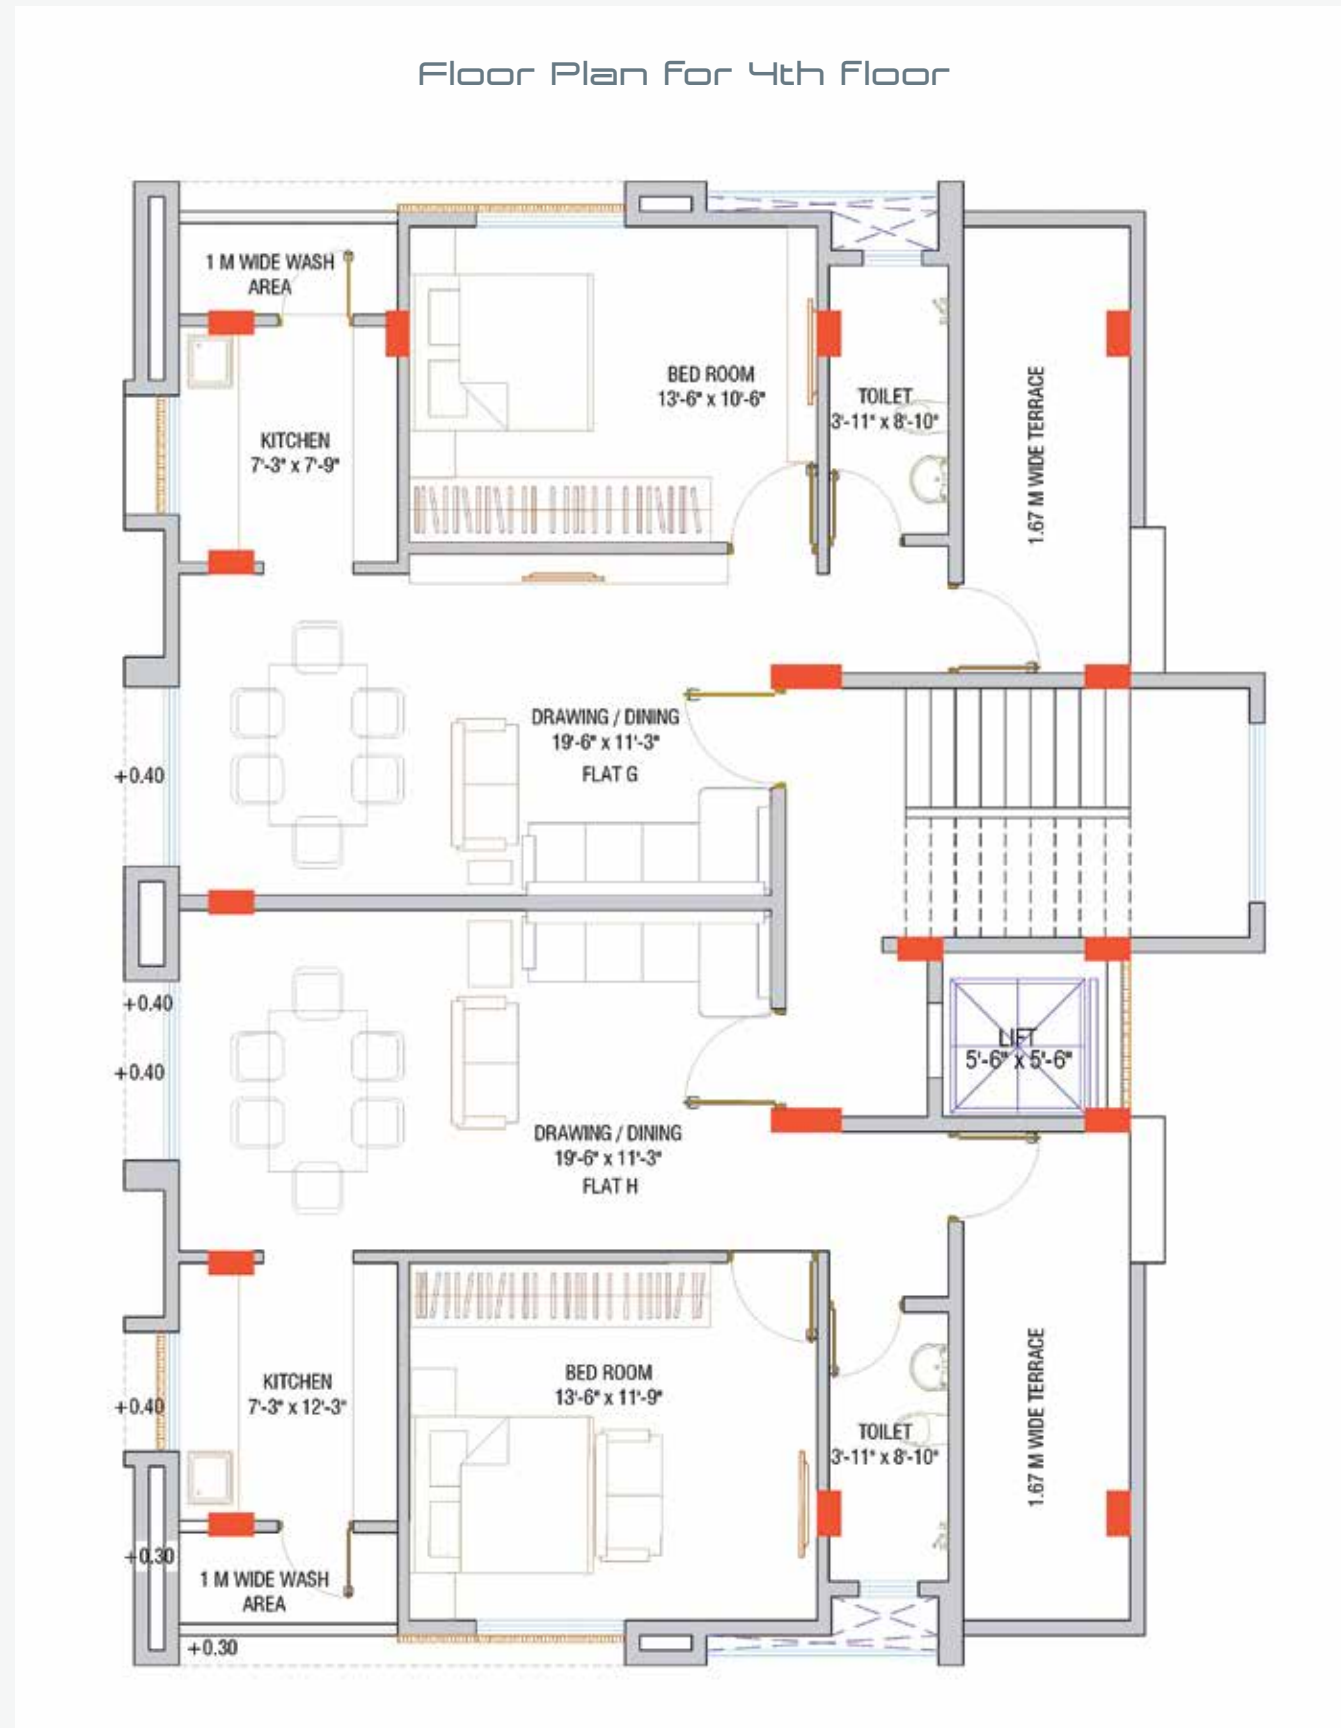 Floor Plan For 4th Floor
1 M WIDE WASH
AREA
BED ROOM
13'-6" x 10'-6"
TOILET
3'-11" x 8'-10"
1.67 M WIDE TERRACE
KITCHEN
7'-3" x 7'-9"
DRAWING / DINING
19'-6" x 11'-3"
FLAT G
+0.40
+0.40
+0.40
LIFT
5'-6" x 5'-6"
DRAWING / DINING
19'-6" x 11'-3"
FLAT H
KITCHEN
7'-3" x 12'-3"
+0.40
BED ROOM
13'-6" x 11'-9"
TOILET
3'-11" x 8'-10"
1.67 M WIDE TERRACE
+0.30
1 M WIDE WASH
AREA
+0.30